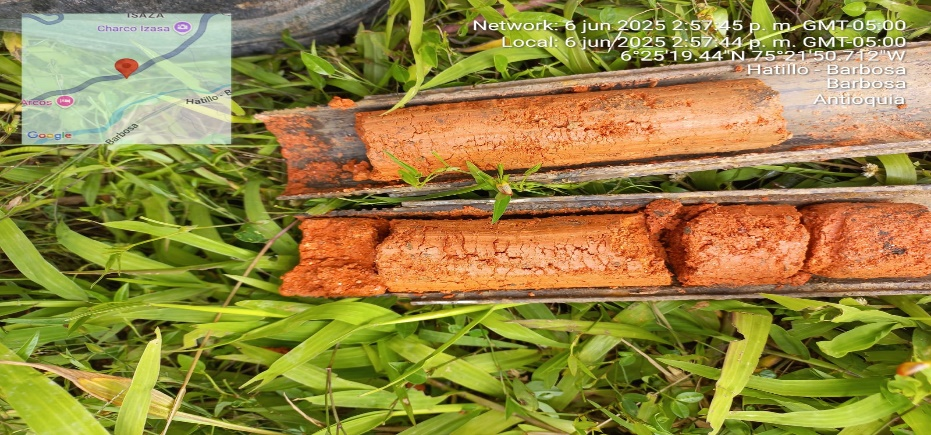 ISAZA
Charco Izasa
arcos
Hatillo - B
Barbosa
Google
Network: 6 jun 2025 2:57:45 p. m. GMT-05:00
Local: 6 jun 2025 2:57:44 p. m. GMT-05:00
6°25'19.44"N 75°21'50.712"W
Hatillo - Barbosa
Barbosa
Antioquia